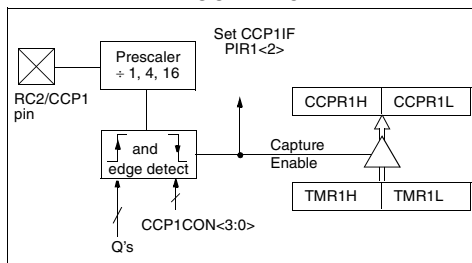 Set CCP1IF
PIR1<2>
Prescaler
÷ 1, 4, 16
RC2/CCP1
pin
CCPR1H
CCPR1L
and
edge detect
Capture
Enable
TMR1H
TMR1L
CCP1CON<3:0>
Q's